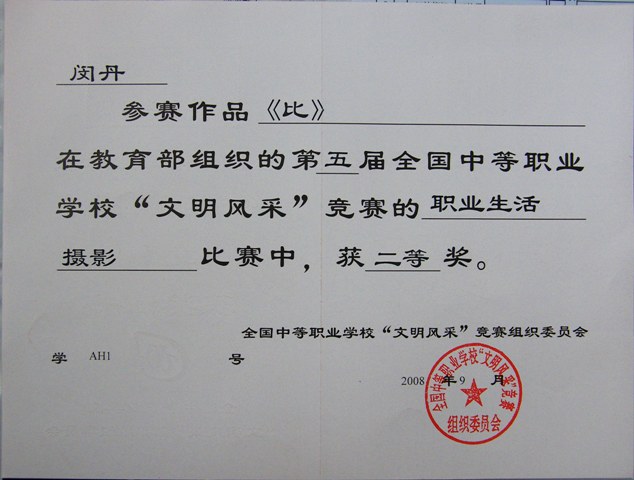 闵丹
参赛作品《比》
在教育部组织的第五届全国中等职业
学校“文明风采”竞赛的职业生活
摄影 比赛中，获二等奖。
全国中等职业学校“文明风采”竞赛组织委员会
学 AH1 号
2008 年 9 月
全国中等职业学校“文明风采”竞赛
组织委员会